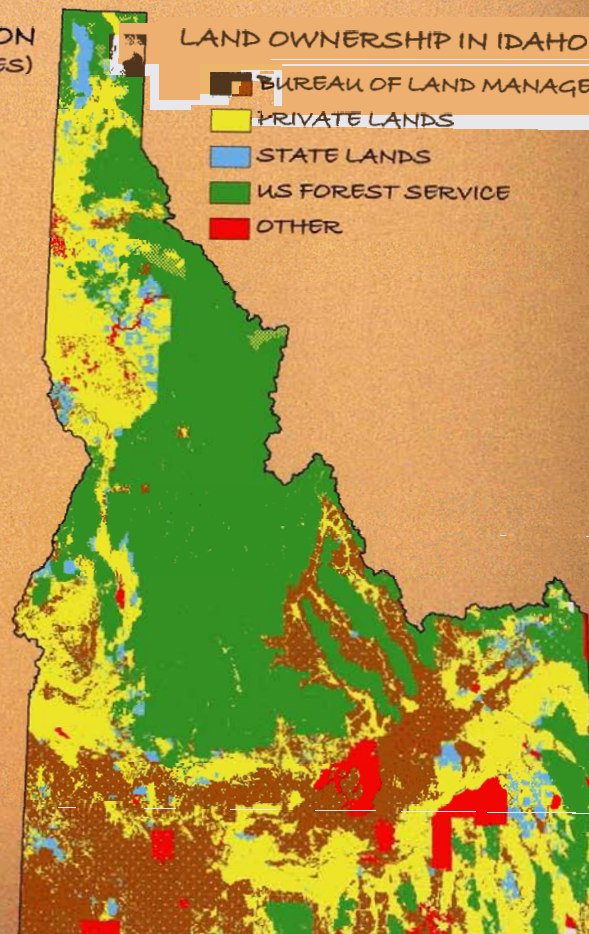 ON
LAND OWNERSHIP IN IDAHO
ES)
BUREAU OF LAND MANAGE
PRIVATE LANDS
STATE LANDS
US FOREST SERVICE
OTHER